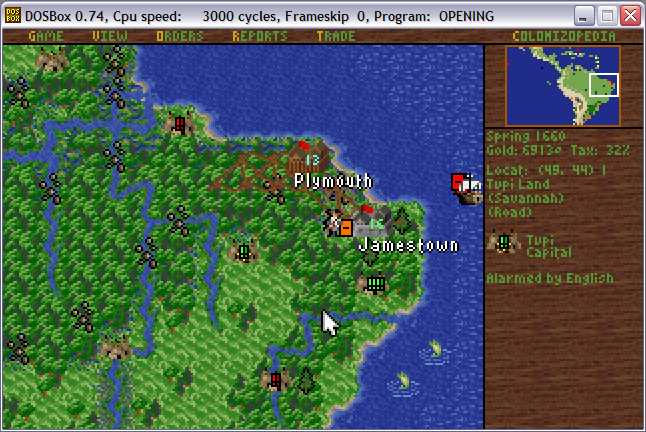 DOSBox 0.74, Cpu speed: 3000 cycles, Frameskip 0, Program: OPENING
GAME VIEW ORDERS REPORTS TRADE COLONIZOPEDIA
Spring 1660
Gold: 6913¢ Tax: 32%
Locat: (49, 44) 1
Tupi Land
(Savannah)
(Road)
13
Plymouth
Jamestown
Tupi
Capital
Alarmed by English